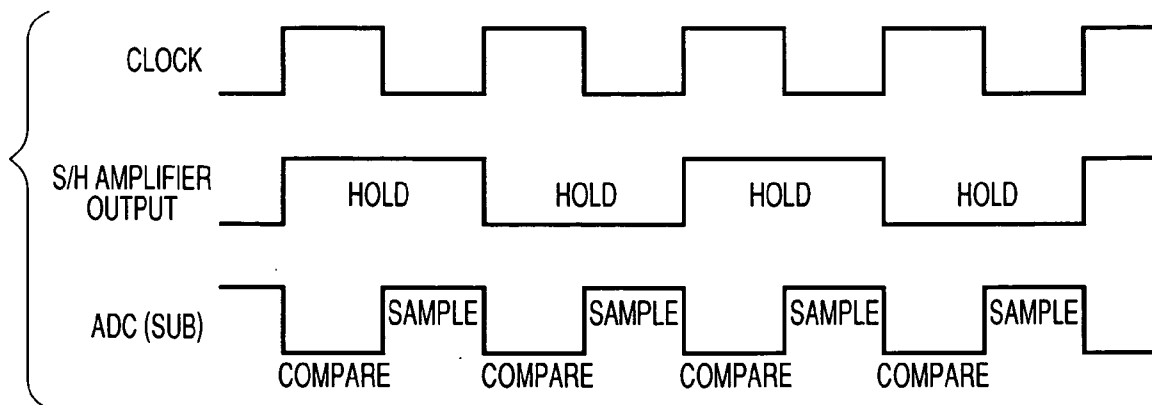 CLOCK
S/H AMPLIFIER
OUTPUT
HOLD HOLD HOLD HOLD
ADC (SUB)
SAMPLE SAMPLE SAMPLE SAMPLE
COMPARE COMPARE COMPARE COMPARE